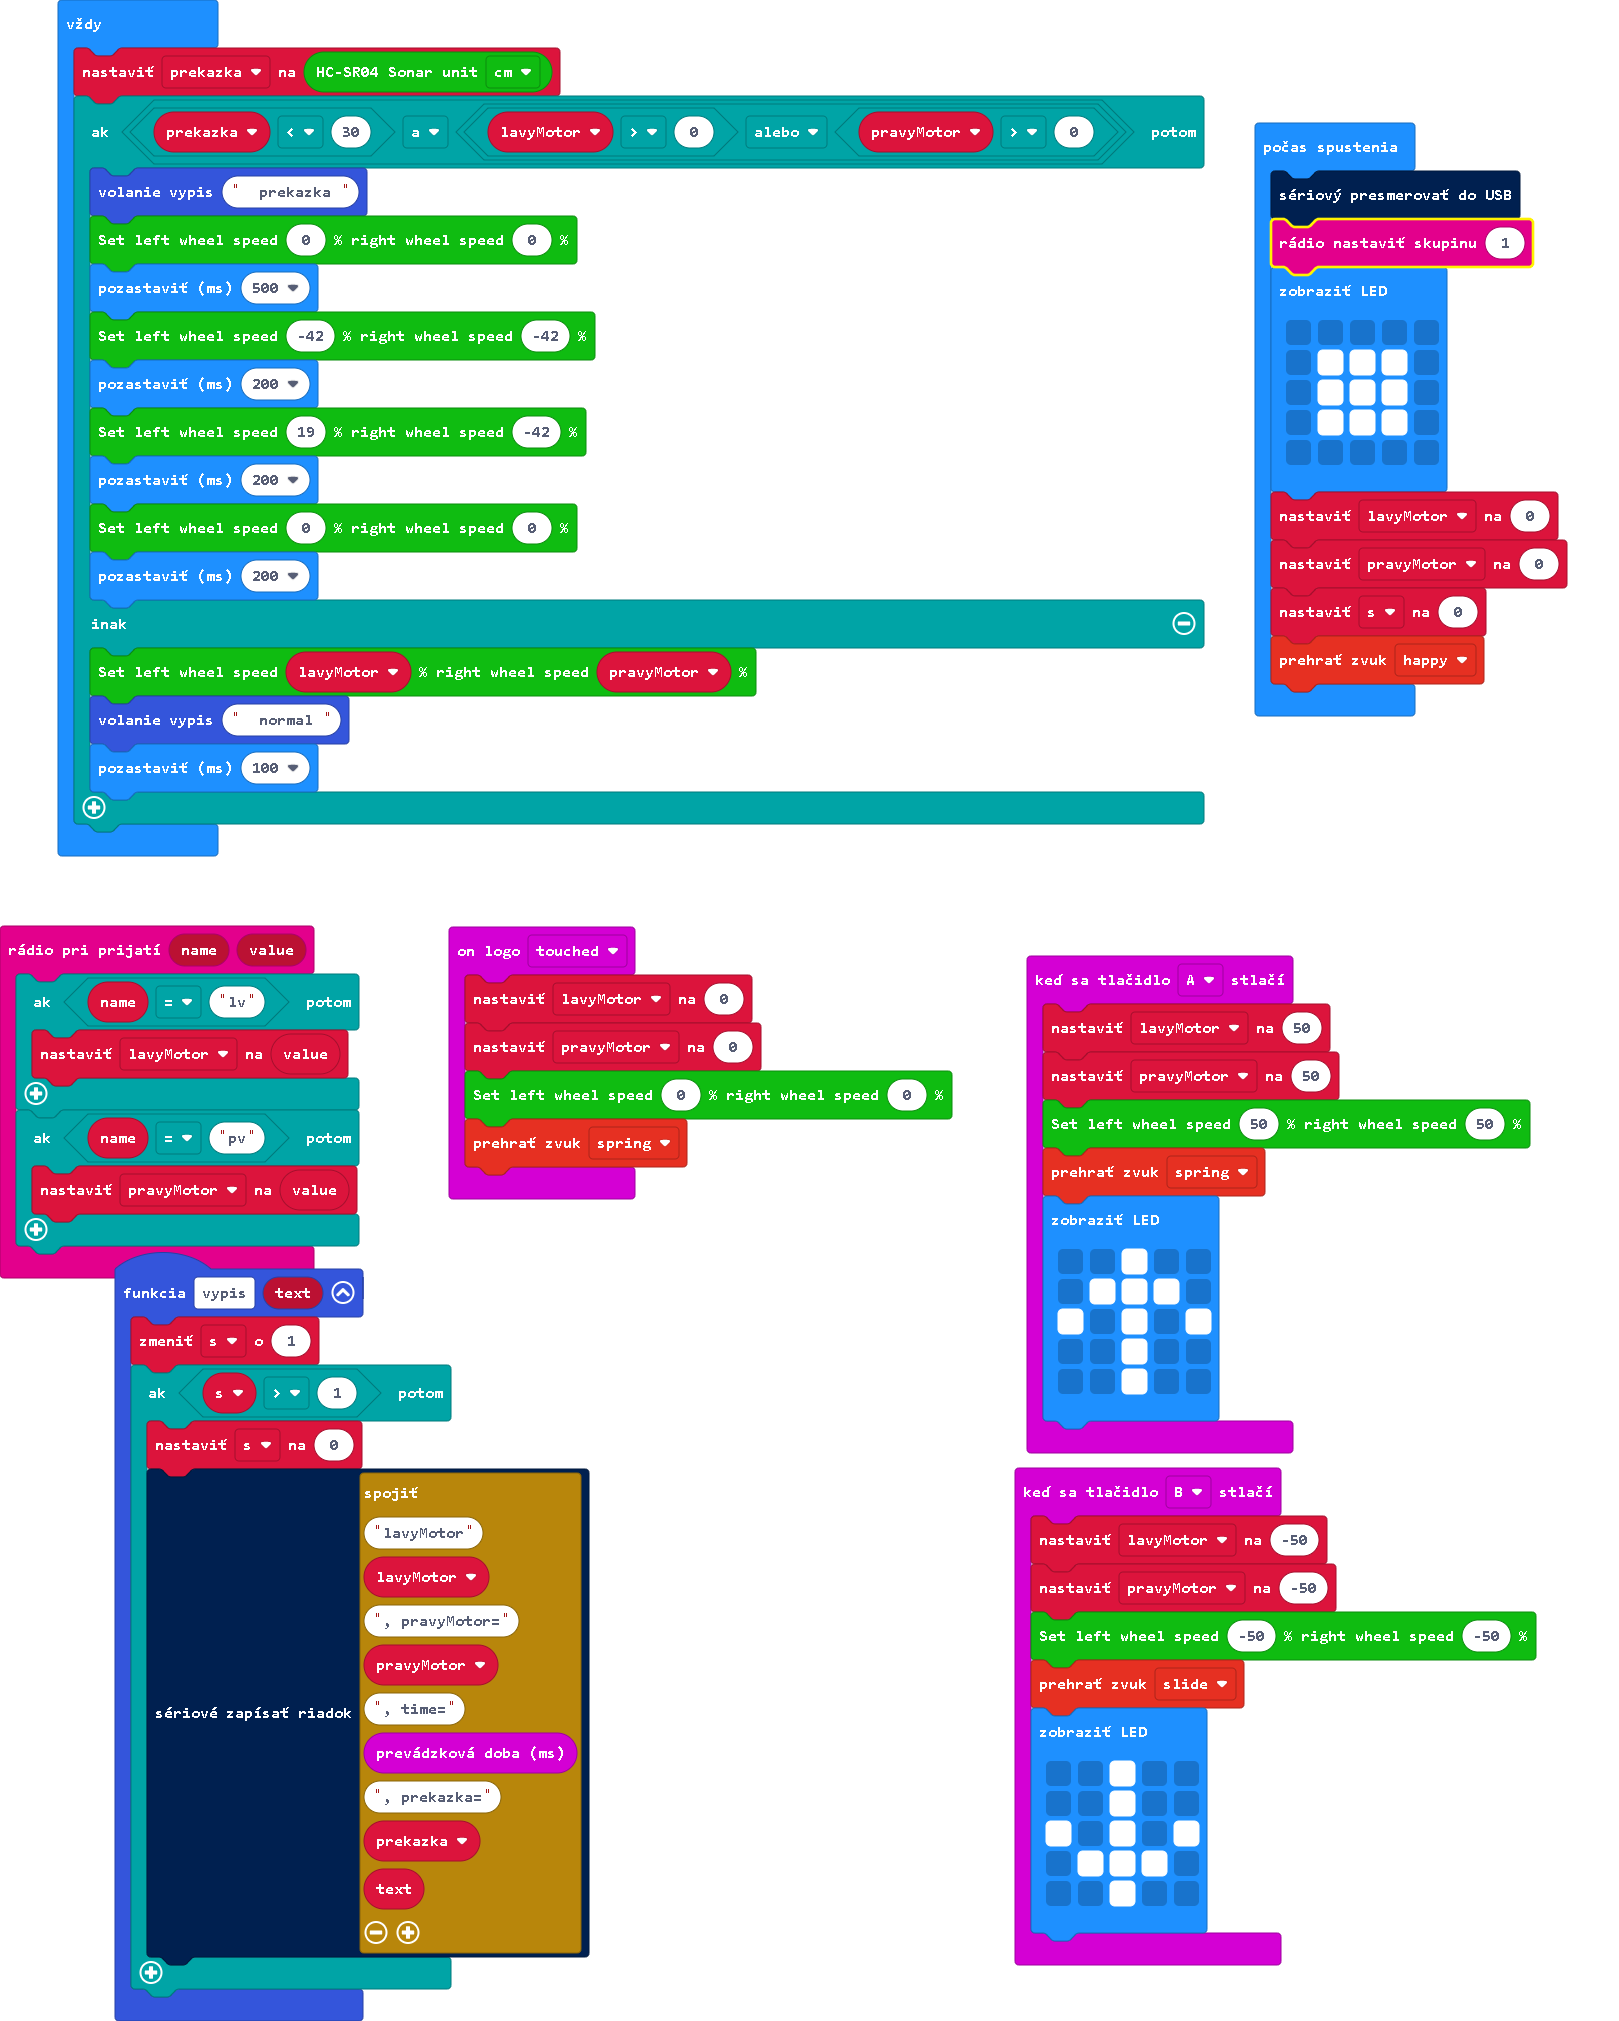 vždy
nastaviť prekazka na HC-SR04 Sonar unit cm
ak prekazka < 30 a lavyMotor > 0 alebo pravyMotor > 0 potom
volanie vypis "  prekazka "
Set left wheel speed 0 % right wheel speed 0 %
pozastaviť (ms) 500
Set left wheel speed -42 % right wheel speed -42 %
pozastaviť (ms) 200
Set left wheel speed 19 % right wheel speed -42 %
pozastaviť (ms) 200
Set left wheel speed 0 % right wheel speed 0 %
pozastaviť (ms) 200
inak
Set left wheel speed lavyMotor % right wheel speed pravyMotor %
volanie vypis "  normal "
pozastaviť (ms) 100
počas spustenia
sériový presmerovať do USB
rádio nastaviť skupinu 1
zobraziť LED
nastaviť lavyMotor na 0
nastaviť pravyMotor na 0
nastaviť s na 0
prehrať zvuk happy
rádio pri prijatí name value
ak name = "lv" potom
nastaviť lavyMotor na value
ak name = "pv" potom
nastaviť pravyMotor na value
on logo touched
nastaviť lavyMotor na 0
nastaviť pravyMotor na 0
Set left wheel speed 0 % right wheel speed 0 %
prehrať zvuk spring
keď sa tlačidlo A stlačí
nastaviť lavyMotor na 50
nastaviť pravyMotor na 50
Set left wheel speed 50 % right wheel speed 50 %
prehrať zvuk spring
zobraziť LED
funkcia vypis text
zmeniť s o 1
ak s > 1 potom
nastaviť s na 0
sériové zapísať riadok
spojiť
"lavyMotor"
lavyMotor
", pravyMotor="
pravyMotor
", time="
prevádzková doba (ms)
", prekazka="
prekazka
text
keď sa tlačidlo B stlačí
nastaviť lavyMotor na -50
nastaviť pravyMotor na -50
Set left wheel speed -50 % right wheel speed -50 %
prehrať zvuk slide
zobraziť LED